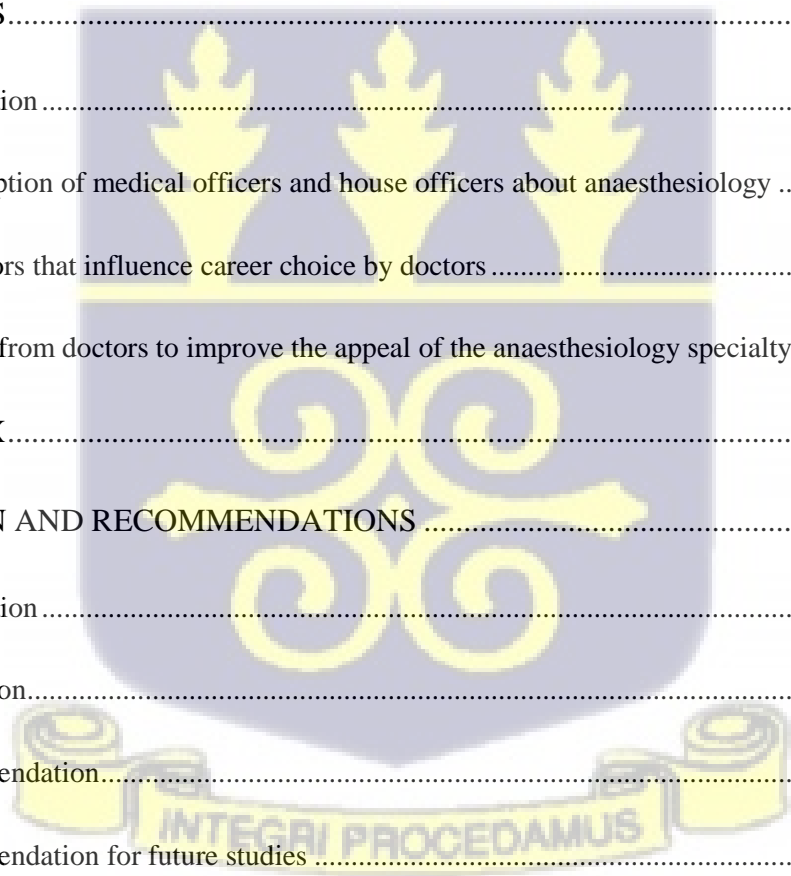 S....................................................................................................
ion..................................................................................................
ption of medical officers and house officers about anaesthesiology ..
ors that influence career choice by doctors..........................................
from doctors to improve the appeal of the anaesthesiology specialty
K....................................................................................................
N AND RECOMMENDATIONS ..................................................
ion..................................................................................................
on....................................................................................................
endation.........................................................................................
INTEGRI PROCEDAMUS
endation for future studies ...............................................................